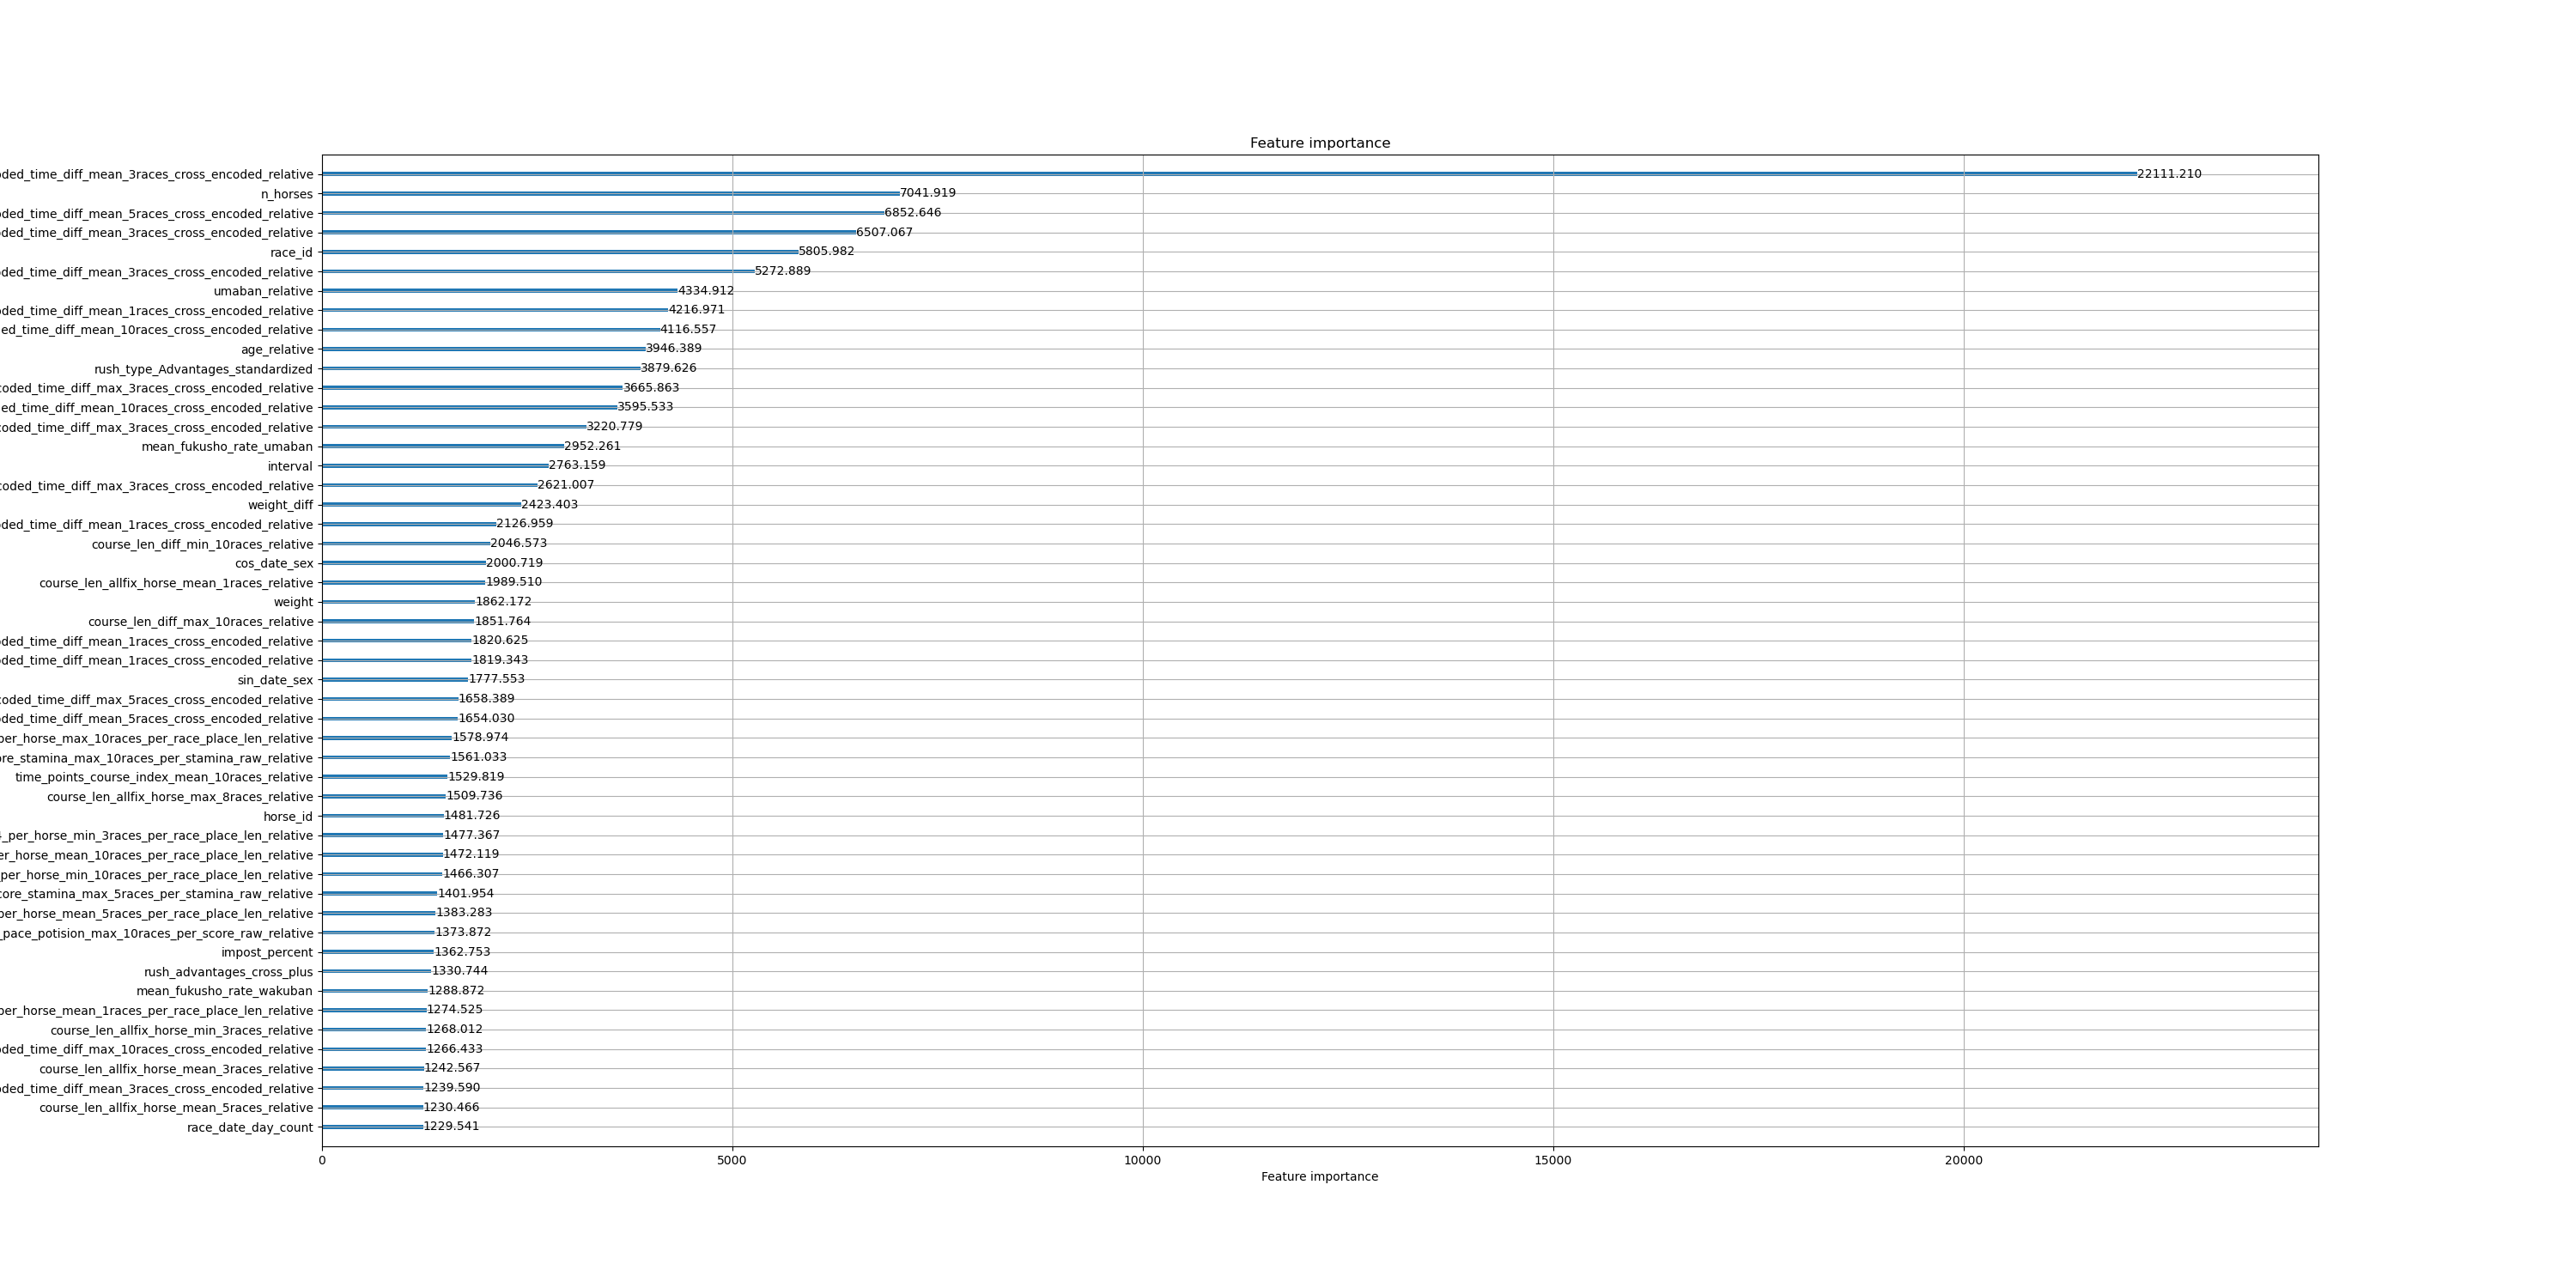 Feature importance
oded_time_diff_mean_3races_cross_encoded_relative 22111.210
n_horses 7041.919
oded_time_diff_mean_5races_cross_encoded_relative 6852.646
oded_time_diff_mean_3races_cross_encoded_relative 6507.067
race_id 5805.982
oded_time_diff_mean_3races_cross_encoded_relative 5272.889
umaban_relative 4334.912
oded_time_diff_mean_1races_cross_encoded_relative 4216.971
ed_time_diff_mean_10races_cross_encoded_relative 4116.557
age_relative 3946.389
rush_type_Advantages_standardized 3879.626
coded_time_diff_max_3races_cross_encoded_relative 3665.863
ed_time_diff_mean_10races_cross_encoded_relative 3595.533
coded_time_diff_max_3races_cross_encoded_relative 3220.779
mean_fukusho_rate_umaban 2952.261
interval 2763.159
coded_time_diff_max_3races_cross_encoded_relative 2621.007
weight_diff 2423.403
oded_time_diff_mean_1races_cross_encoded_relative 2126.959
course_len_diff_min_10races_relative 2046.573
cos_date_sex 2000.719
course_len_allfix_horse_mean_1races_relative 1989.510
weight 1862.172
course_len_diff_max_10races_relative 1851.764
oded_time_diff_mean_1races_cross_encoded_relative 1820.625
oded_time_diff_mean_1races_cross_encoded_relative 1819.343
sin_date_sex 1777.553
coded_time_diff_max_5races_cross_encoded_relative 1658.389
oded_time_diff_mean_5races_cross_encoded_relative 1654.030
per_horse_max_10races_per_race_place_len_relative 1578.974
ore_stamina_max_10races_per_stamina_raw_relative 1561.033
time_points_course_index_mean_10races_relative 1529.819
course_len_allfix_horse_max_8races_relative 1509.736
horse_id 1481.726
_per_horse_min_3races_per_race_place_len_relative 1477.367
er_horse_mean_10races_per_race_place_len_relative 1472.119
per_horse_min_10races_per_race_place_len_relative 1466.307
core_stamina_max_5races_per_stamina_raw_relative 1401.954
per_horse_mean_5races_per_race_place_len_relative 1383.283
_pace_potision_max_10races_per_score_raw_relative 1373.872
impost_percent 1362.753
rush_advantages_cross_plus 1330.744
mean_fukusho_rate_wakuban 1288.872
per_horse_mean_1races_per_race_place_len_relative 1274.525
course_len_allfix_horse_min_3races_relative 1268.012
oded_time_diff_max_10races_cross_encoded_relative 1266.433
course_len_allfix_horse_mean_3races_relative 1242.567
oded_time_diff_mean_3races_cross_encoded_relative 1239.590
course_len_allfix_horse_mean_5races_relative 1230.466
race_date_day_count 1229.541
0 5000 10000 15000 20000
Feature importance